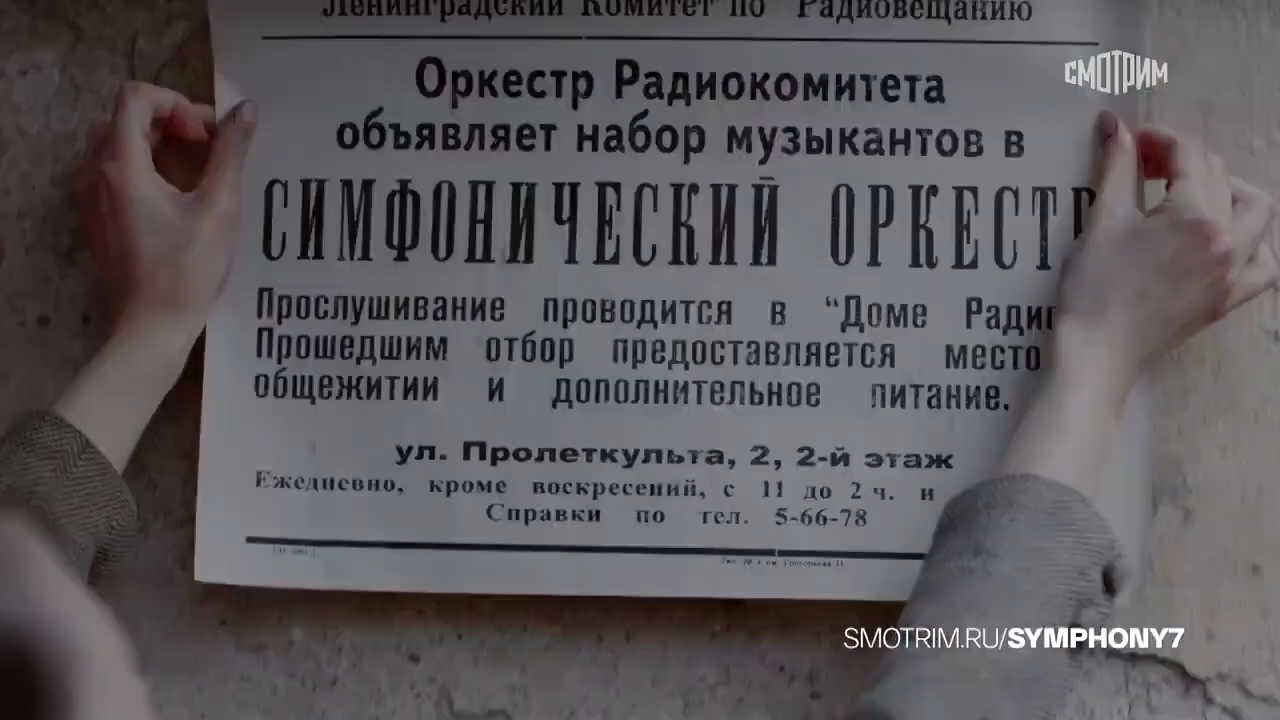 Ленинградский Комитет по Радиовещанию
СМОТРИМ
Оркестр Радиокомитета
объявляет набор музыкантов в
СИМФОНИЧЕСКИЙ ОРКЕСТР
Прослушивание проводится в “Доме
Прошедшим отбор предоставляется место
общежитии и дополнительное питание.
ул. Пролеткульта, 2, 2-й этаж
Ежедневно, кроме воскресений, с 11 до 2 ч. и
Справки по тел. 5-66-78
SMOTRIM.RU/SYMPHONY7